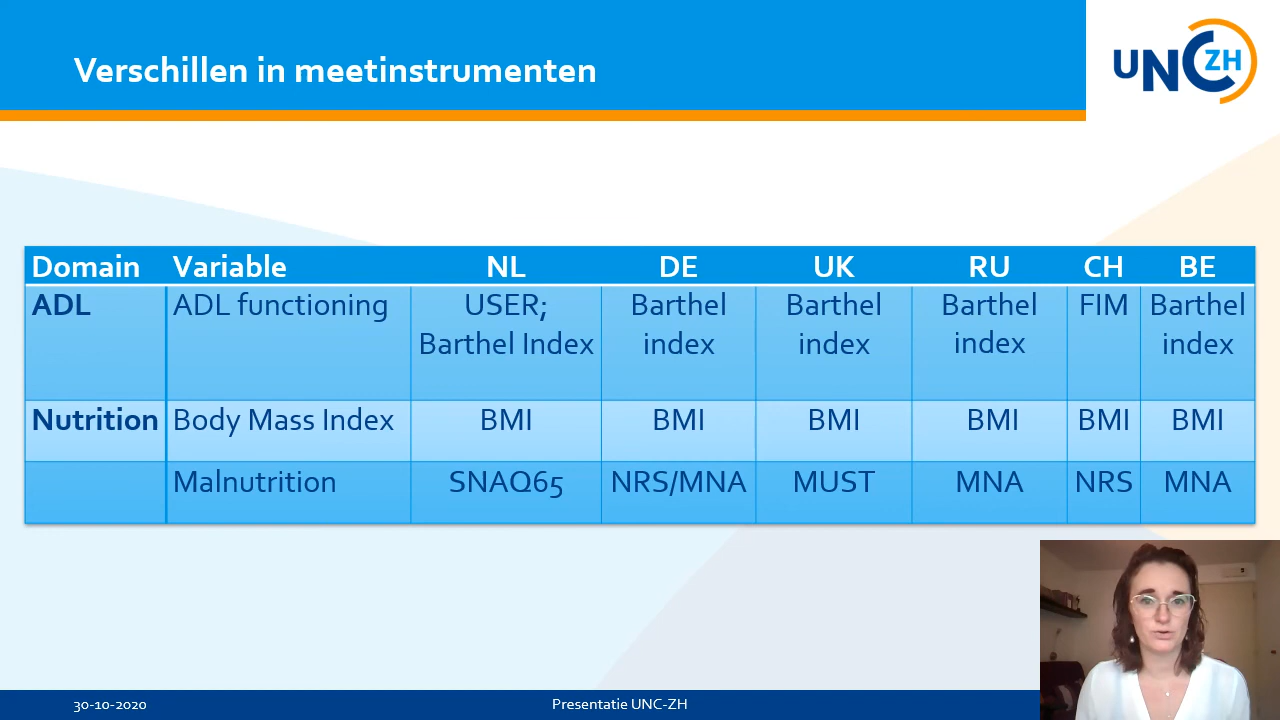 Verschillen in meetinstrumenten
UNC ZH
Domain Variable NL DE UK RU CH BE
ADL ADL functioning USER; Barthel Index Barthel index Barthel index Barthel index FIM Barthel index
Nutrition Body Mass Index BMI BMI BMI BMI BMI BMI
Malnutrition SNAQ65 NRS/MNA MUST MNA NRS MNA
30-10-2020 Presentatie UNC-ZH